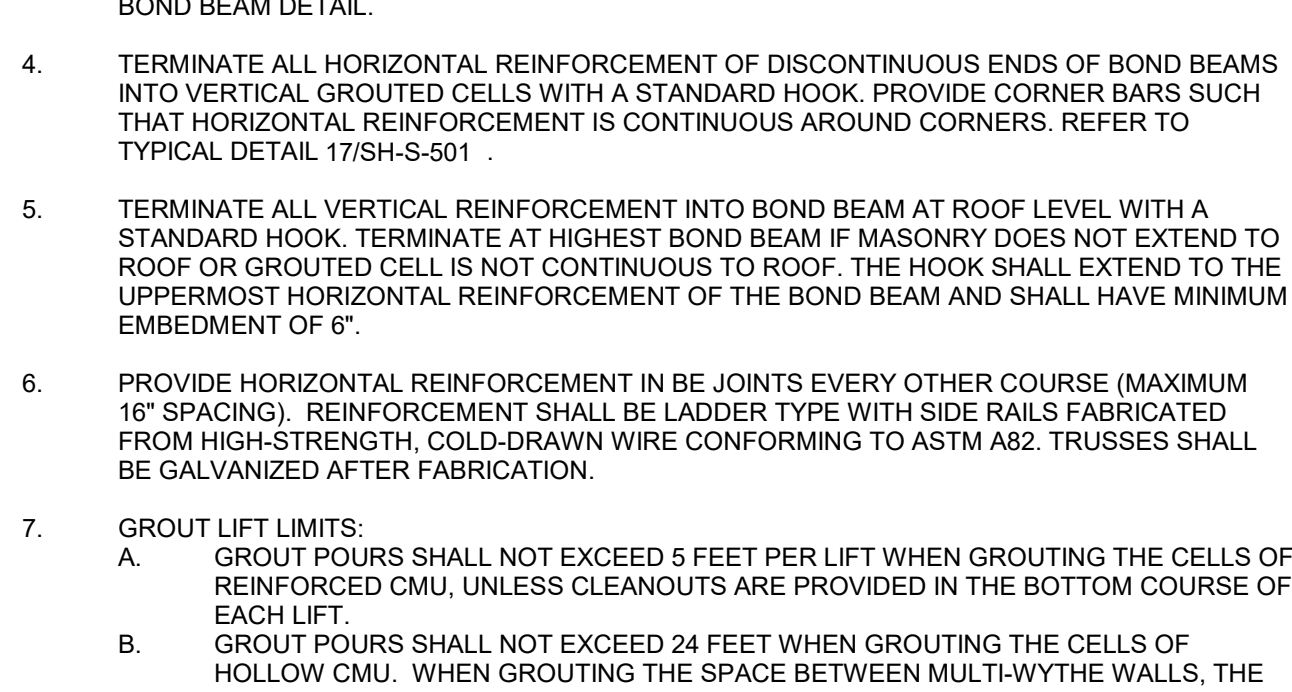 BOND BEAM DETAIL.
4. TERMINATE ALL HORIZONTAL REINFORCEMENT OF DISCONTINUOUS ENDS OF BOND BEAMS
INTO VERTICAL GROUTED CELLS WITH A STANDARD HOOK. PROVIDE CORNER BARS SUCH
THAT HORIZONTAL REINFORCEMENT IS CONTINUOUS AROUND CORNERS. REFER TO
TYPICAL DETAIL 17/SH-S-501 .
5. TERMINATE ALL VERTICAL REINFORCEMENT INTO BOND BEAM AT ROOF LEVEL WITH A
STANDARD HOOK. TERMINATE AT HIGHEST BOND BEAM IF MASONRY DOES NOT EXTEND TO
ROOF OR GROUTED CELL IS NOT CONTINUOUS TO ROOF. THE HOOK SHALL EXTEND TO THE
UPPERMOST HORIZONTAL REINFORCEMENT OF THE BOND BEAM AND SHALL HAVE MINIMUM
EMBEDMENT OF 6".
6. PROVIDE HORIZONTAL REINFORCEMENT IN BE JOINTS EVERY OTHER COURSE (MAXIMUM
16" SPACING). REINFORCEMENT SHALL BE LADDER TYPE WITH SIDE RAILS FABRICATED
FROM HIGH-STRENGTH, COLD-DRAWN WIRE CONFORMING TO ASTM A82. TRUSSES SHALL
BE GALVANIZED AFTER FABRICATION.
7. GROUT LIFT LIMITS:
A. GROUT POURS SHALL NOT EXCEED 5 FEET PER LIFT WHEN GROUTING THE CELLS OF
REINFORCED CMU, UNLESS CLEANOUTS ARE PROVIDED IN THE BOTTOM COURSE OF
EACH LIFT.
B. GROUT POURS SHALL NOT EXCEED 24 FEET WHEN GROUTING THE CELLS OF
HOLLOW CMU. WHEN GROUTING THE SPACE BETWEEN MULTI-WYTHE WALLS, THE